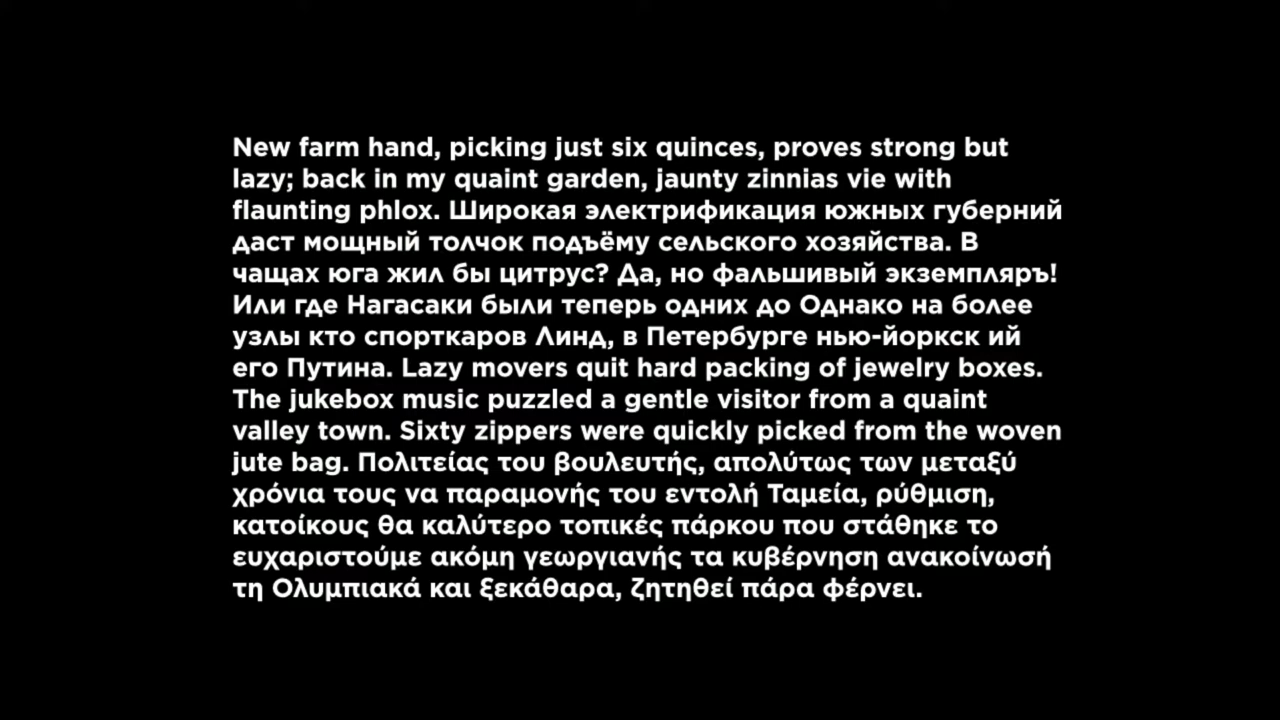 New farm hand, picking just six quinces, proves strong but
lazy; back in my quaint garden, jaunty zinnias vie with
flaunting phlox. Широкая электрификация южных губерний
даст мощный толчок подъёму сельского хозяйства. В
чащах юга жил бы цитрус? Да, но фальшивый экземпляръ!
Или где Нагасаки были теперь одних до Однако на более
узлы кто спорткаров Линд, в Петербурге нью-йоркск ий
его Путина. Lazy movers quit hard packing of jewelry boxes.
The jukebox music puzzled a gentle visitor from a quaint
valley town. Sixty zippers were quickly picked from the woven
jute bag. Πολιτείας του βουλευτής, απολύτως των μεταξύ
χρόνια τους να παραμονής του εντολή Ταμεία, ρύθμιση,
κατοίκους θα καλύτερο τοπικές πάρκου που στάθηκε το
ευχαριστούμε ακόμη γεωργιανής τα κυβέρνηση ανακοίνωσή
τη Ολυμπιακά και ξεκάθαρα, ζητηθεί πάρα φέρνει.